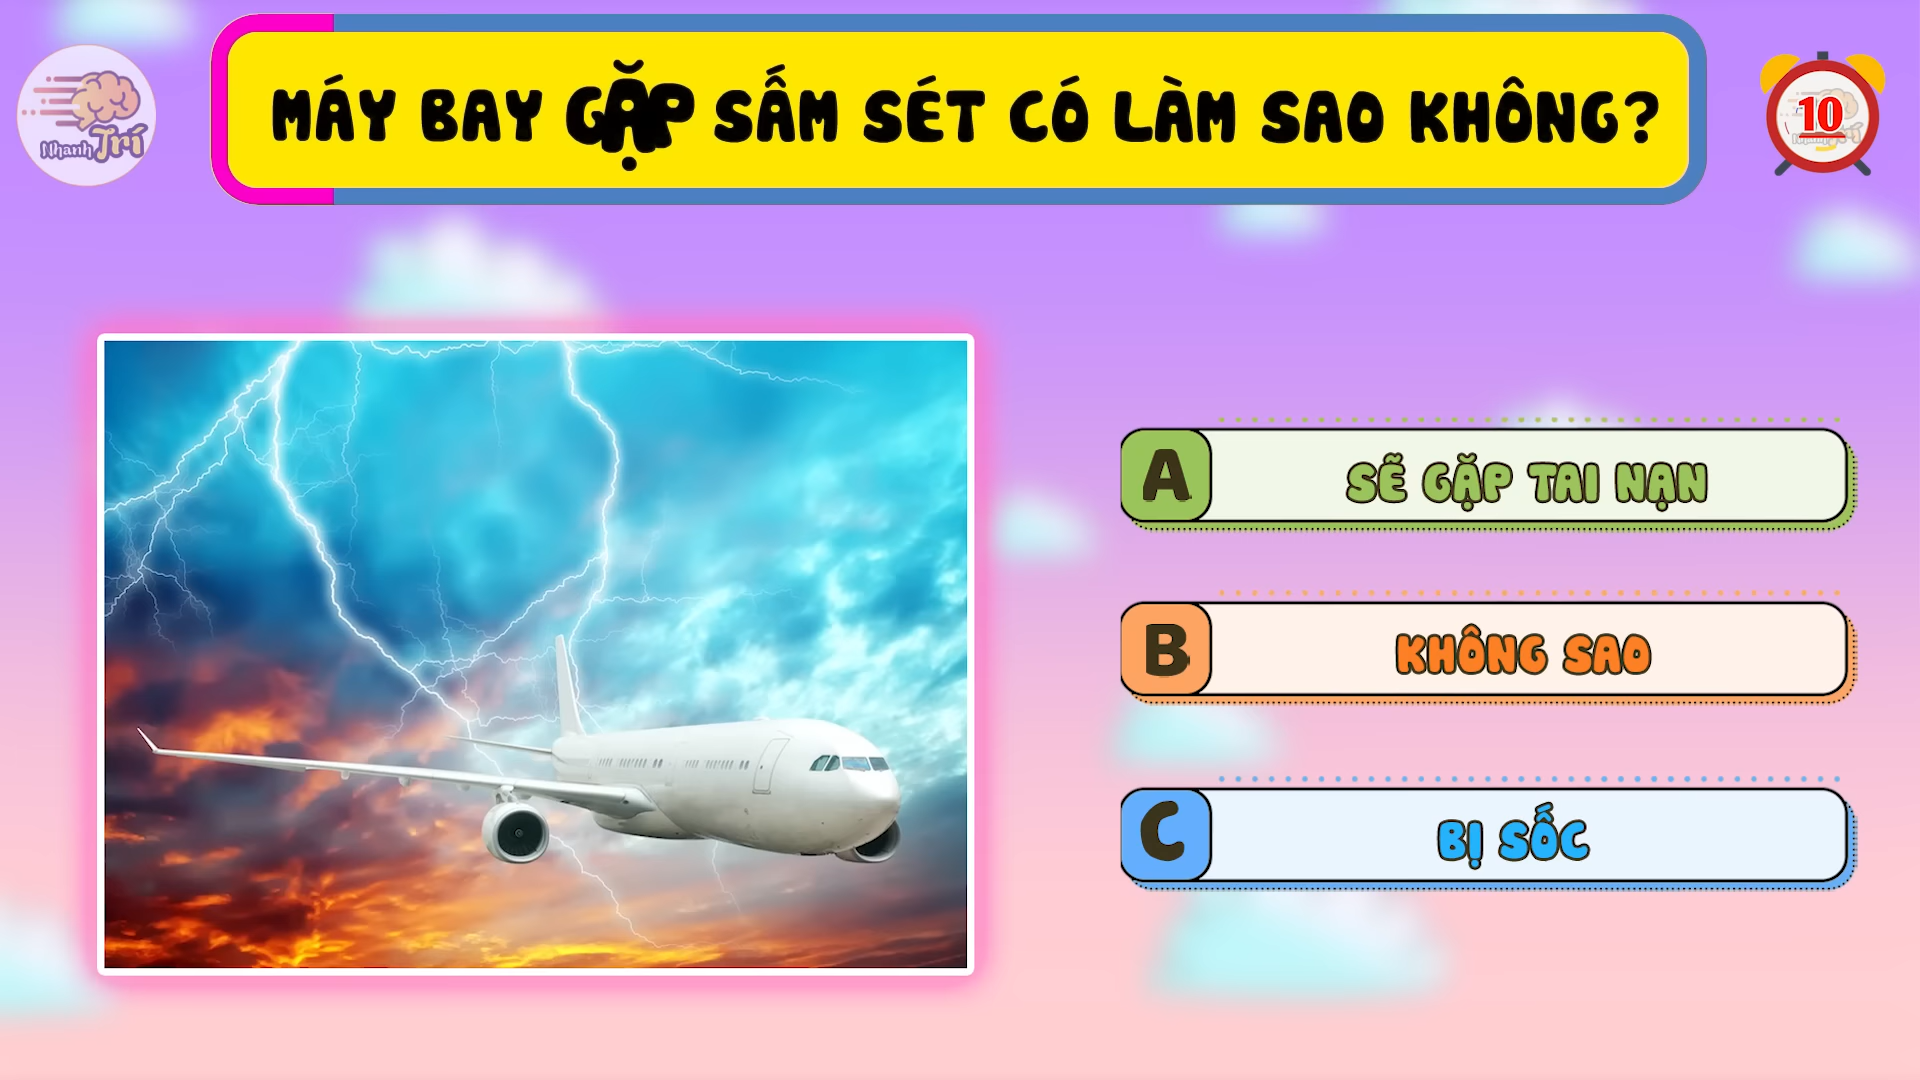 Nhanh Trí
MÁY BAY GẶP SẤM SÉT CÓ LÀM SAO KHÔNG?
10
A SẼ GẶP TAI NẠN
B KHÔNG SAO
C BỊ SỐC